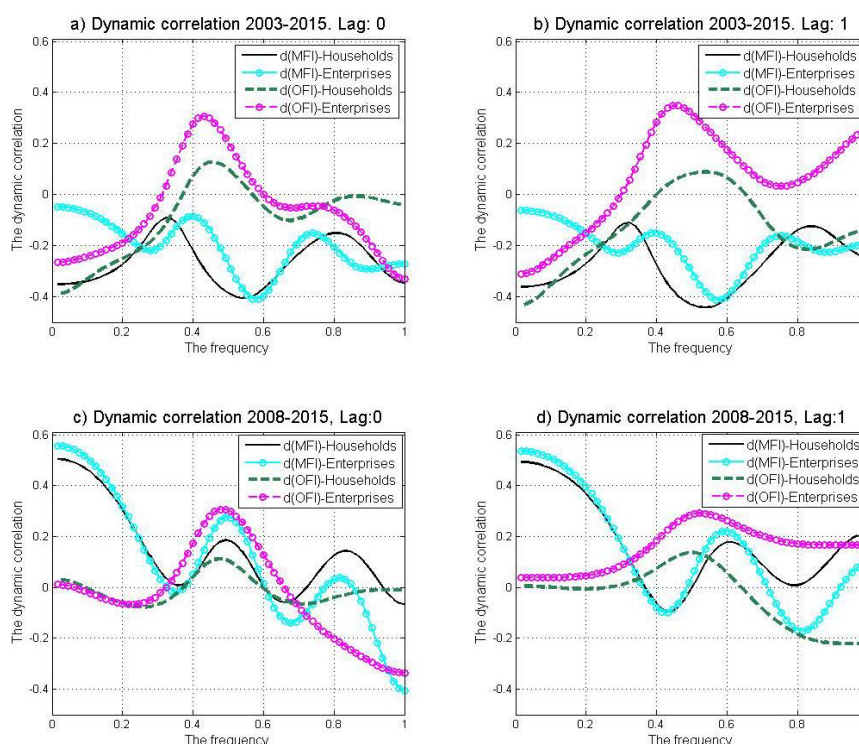 a) Dynamic correlation 2003-2015. Lag: 0
0.6
0.4
0.2
0
-0.2
-0.4
The dynamic correlation
d(MFI)-Households
d(MFI)-Enterprises
d(OFI)-Households
d(OFI)-Enterprises
0 0.2 0.4 0.6 0.8 1
The frequency
b) Dynamic correlation 2003-2015. Lag: 1
0.6
0.4
0.2
0
-0.2
-0.4
The dynamic correlation
d(MFI)-Households
d(MFI)-Enterprises
d(OFI)-Households
d(OFI)-Enterprises
0 0.2 0.4 0.6 0.8
The frequency
c) Dynamic correlation 2008-2015, Lag:0
0.6
0.4
0.2
0
-0.2
-0.4
The dynamic correlation
d(MFI)-Households
d(MFI)-Enterprises
d(OFI)-Households
d(OFI)-Enterprises
0 0.2 0.4 0.6 0.8 1
The frequency
d) Dynamic correlation 2008-2015, Lag:1
0.6
0.4
0.2
0
-0.2
-0.4
The dynamic correlation
d(MFI)-Households
d(MFI)-Enterprises
d(OFI)-Households
d(OFI)-Enterprises
0 0.2 0.4 0.6 0.8
The frequency